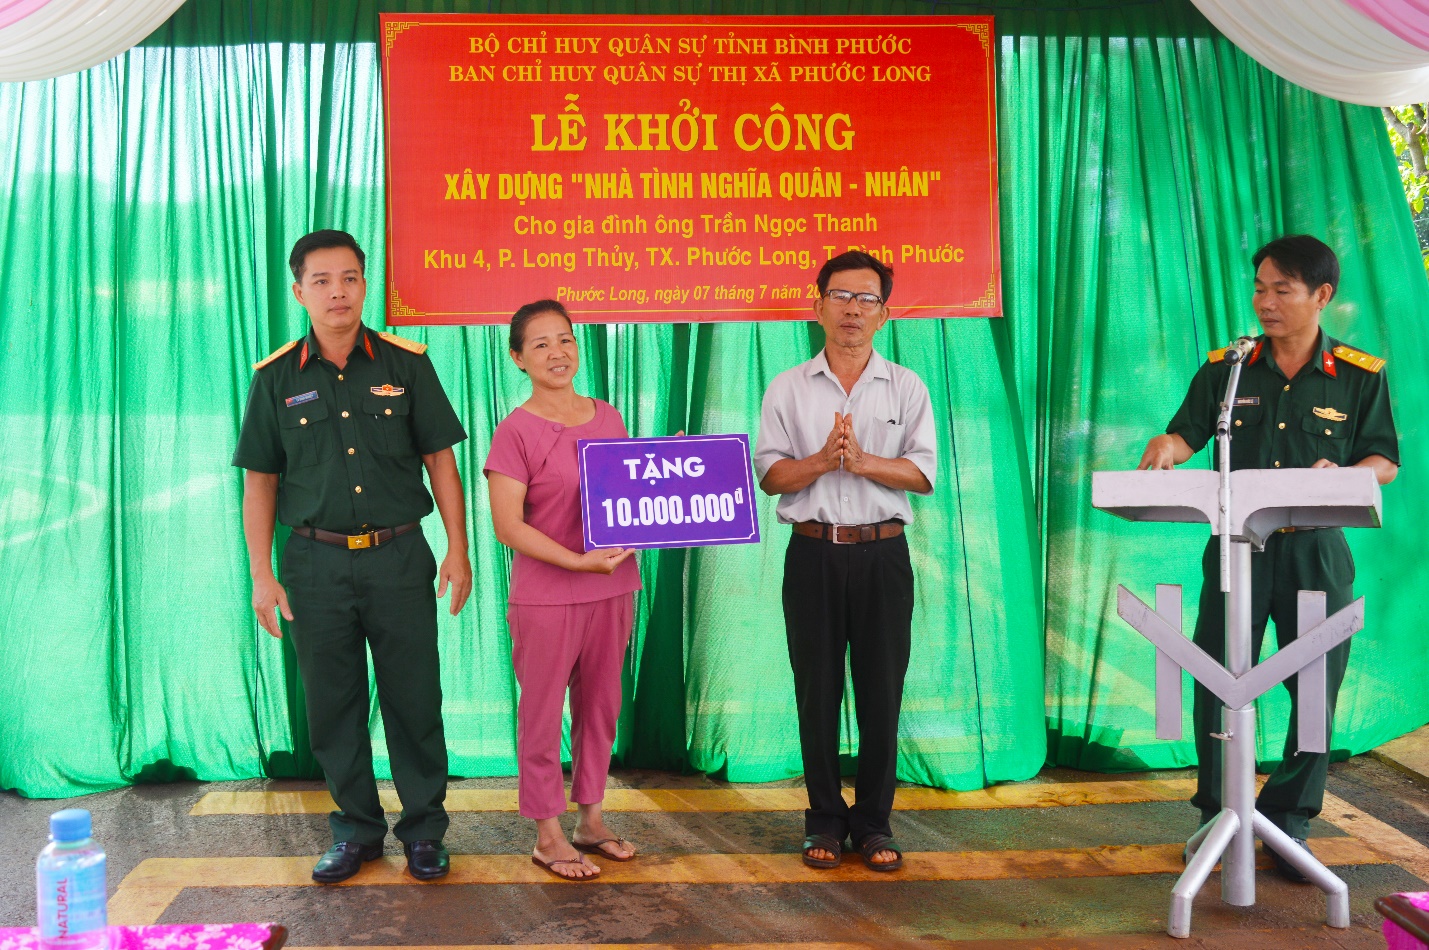 BỘ CHỈ HUY QUÂN SỰ TỈNH BÌNH PHƯỚC
BAN CHỈ HUY QUÂN SỰ THỊ XÃ PHƯỚC LONG
LỄ KHỞI CÔNG
XÂY DỰNG "NHÀ TÌNH NGHĨA QUÂN - NHÂN"
Cho gia đình ông Trần Ngọc Thanh
Khu 4, P. Long Thủy, TX. Phước Long, T. Bình Phước
Phước Long, ngày 07 tháng 7 năm
TẶNG
10.000.000đ
NATURAL